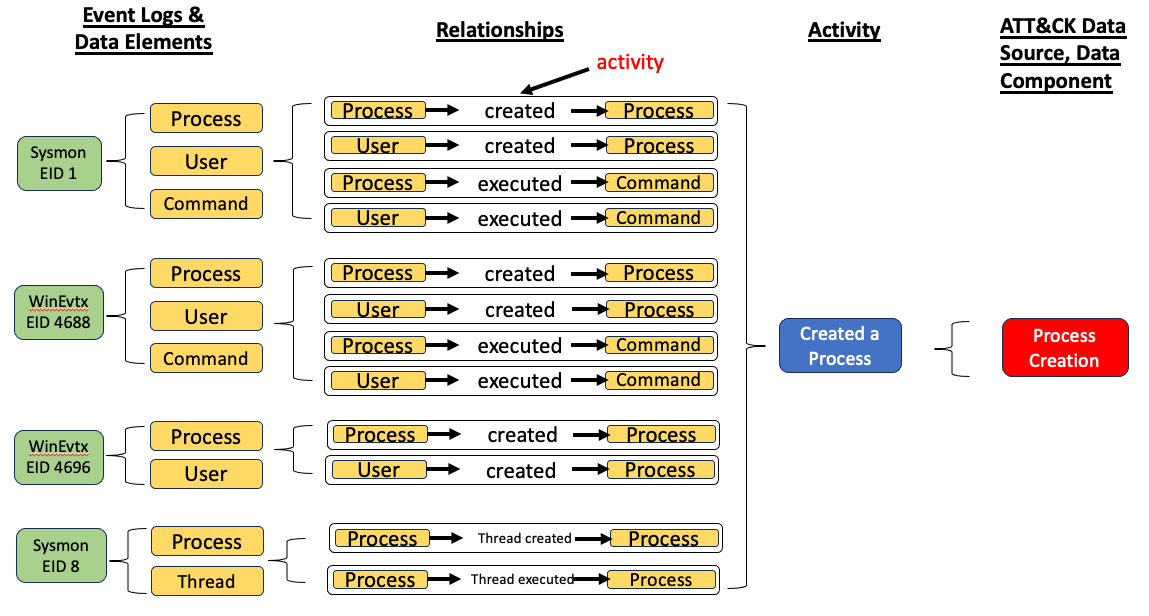 Event Logs &
Data Elements
Relationships
Activity
ATT&CK Data
Source, Data
Component
activity
Sysmon
EID 1
Process
User
Command
Process created Process
User created Process
Process executed Command
User executed Command
WinEvtx
EID 4688
Process
User
Command
Process created Process
User created Process
Process executed Command
User executed Command
Created a
Process
Process
Creation
WinEvtx
EID 4696
Process
User
Process created Process
User created Process
Sysmon
EID 8
Process
Thread
Process Thread created Process
Process Thread executed Process